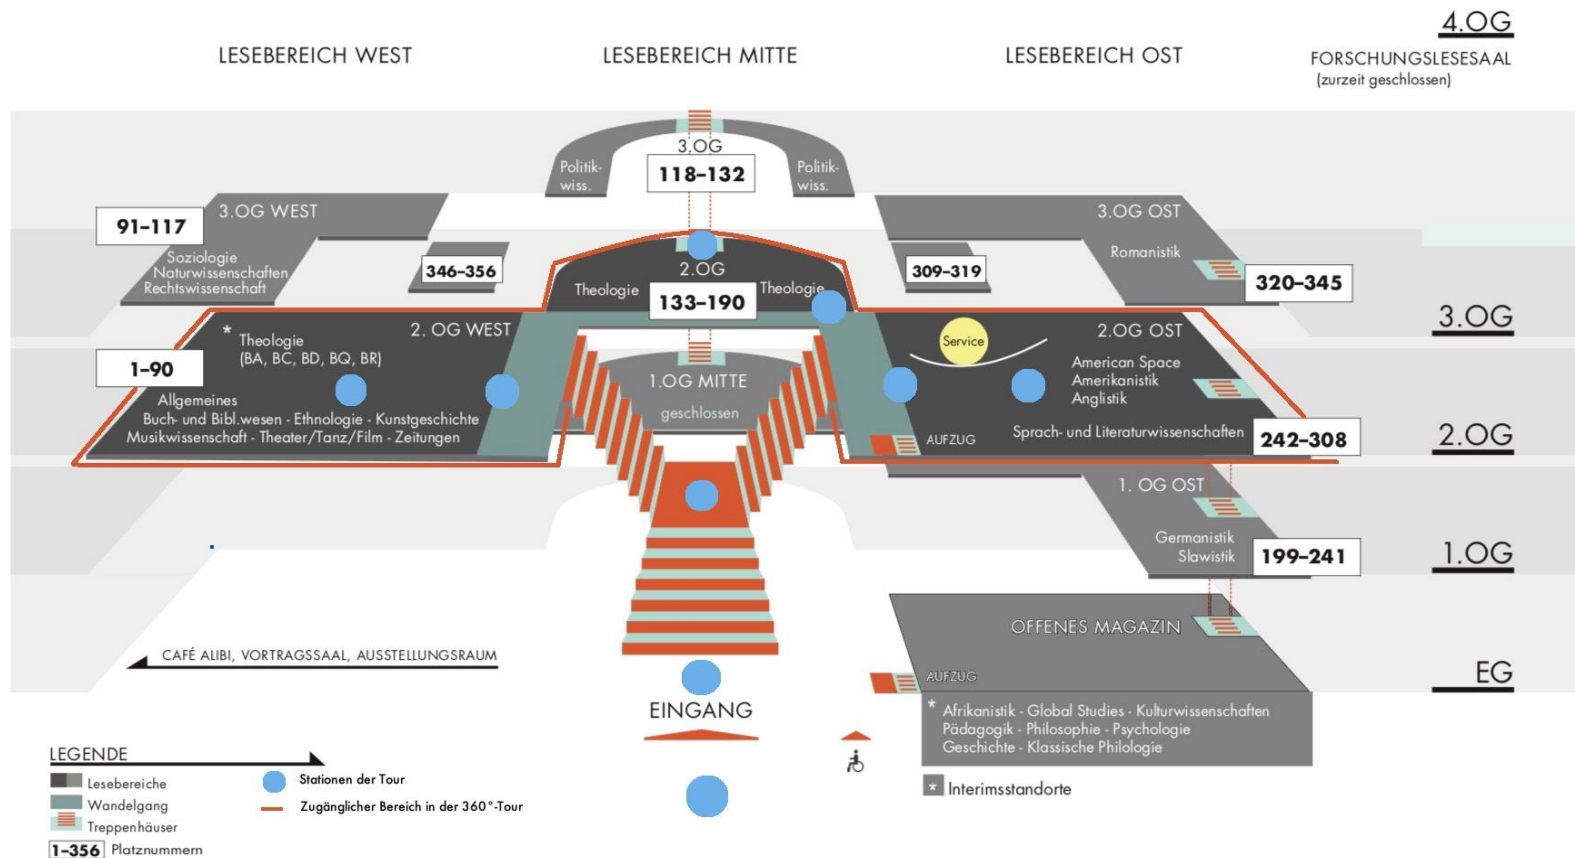 4.OG
LESEBEREICH WEST
LESEBEREICH MITTE
LESEBEREICH OST
FORSCHUNGSLESESAAL
(zurzeit geschlossen)
3.OG
Politik-
wiss.
118–132
Politik-
wiss.
3.OG WEST
91–117
Soziologie
Naturwissenschaften
Rechtswissenschaft
346–356
2.OG
Theologie
Theologie
133–190
309–319
3.OG OST
Romanistik
320–345
3.OG
* Theologie
(BA, BC, BD, BQ, BR)
2. OG WEST
1–90
Allgemeines
Buch- und Bibl.wesen - Ethnologie - Kunstgeschichte
Musikwissenschaft - Theater/Tanz/Film - Zeitungen
1.OG MITTE
geschlossen
Service
2.OG OST
American Space
Amerikanistik
Anglistik
Sprach- und Literaturwissenschaften
242–308
AUFZUG
2.OG
1. OG OST
Germanistik
Slawistik
199–241
1.OG
OFFENES MAGAZIN
CAFÉ ALIBI, VORTRAGSSAAL, AUSSTELLUNGSRAUM
AUFZUG
EG
EINGANG
* Afrikanistik - Global Studies - Kulturwissenschaften
Pädagogik - Philosophie - Psychologie
Geschichte - Klassische Philologie
* Interimsstandorte
LEGENDE
Lesebereiche
Wandelgang
Treppenhäuser
1–356 Platznummern
Stationen der Tour
Zugänglicher Bereich in der 360°-Tour